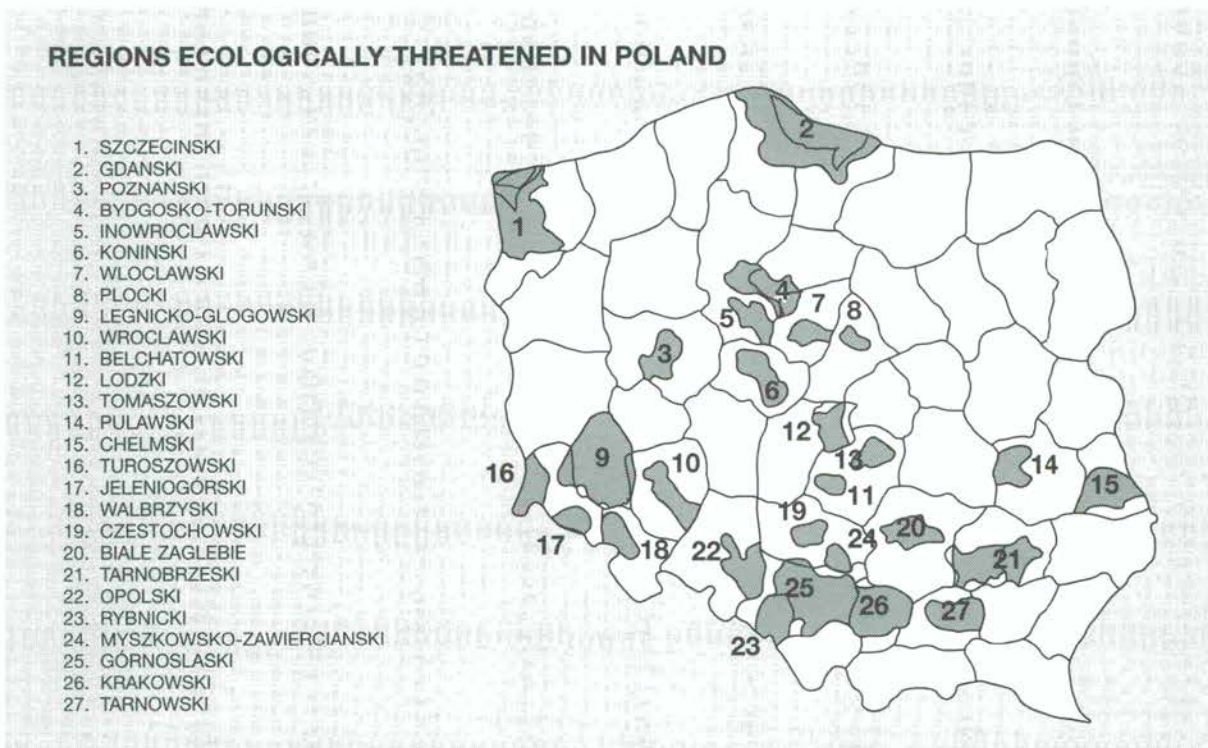 REGIONS ECOLOGICALLY THREATENED IN POLAND
1. SZCZECINSKI
2. GDAŃSKI
3. POZNANSKI
4. BYDGOSKO-TORUNSKI
5. INOWROCLAWSKI
6. KONINSKI
7. WLOCLAWSKI
8. PLOCKI
9. LEGNICKO-GLOGOWSKI
10. WROCLAWSKI
11. BELCHATOWSKI
12. LODZKI
13. TOMASZOWSKI
14. PULAWSKI
15. CHELMSKI
16. TUROSZOWSKI
17. JELENIOGÓRSKI
18. WALBRZYSKI
19. CZESTOCHOWSKI
20. BIALE ZAGLEBIE
21. TARNOBRZESKI
22. OPOLSKI
23. RYBNICKI
24. MYSZKOWSKO-ZAWIERCIANSKI
25. GÓRNOSLASKI
26. KRAKOWSKI
27. TARNOWSKI
2
1
4
7
8
5
3
6
12
9
10
13
14
16
11
15
19
20
17
18
22
24
21
25
26
27
23